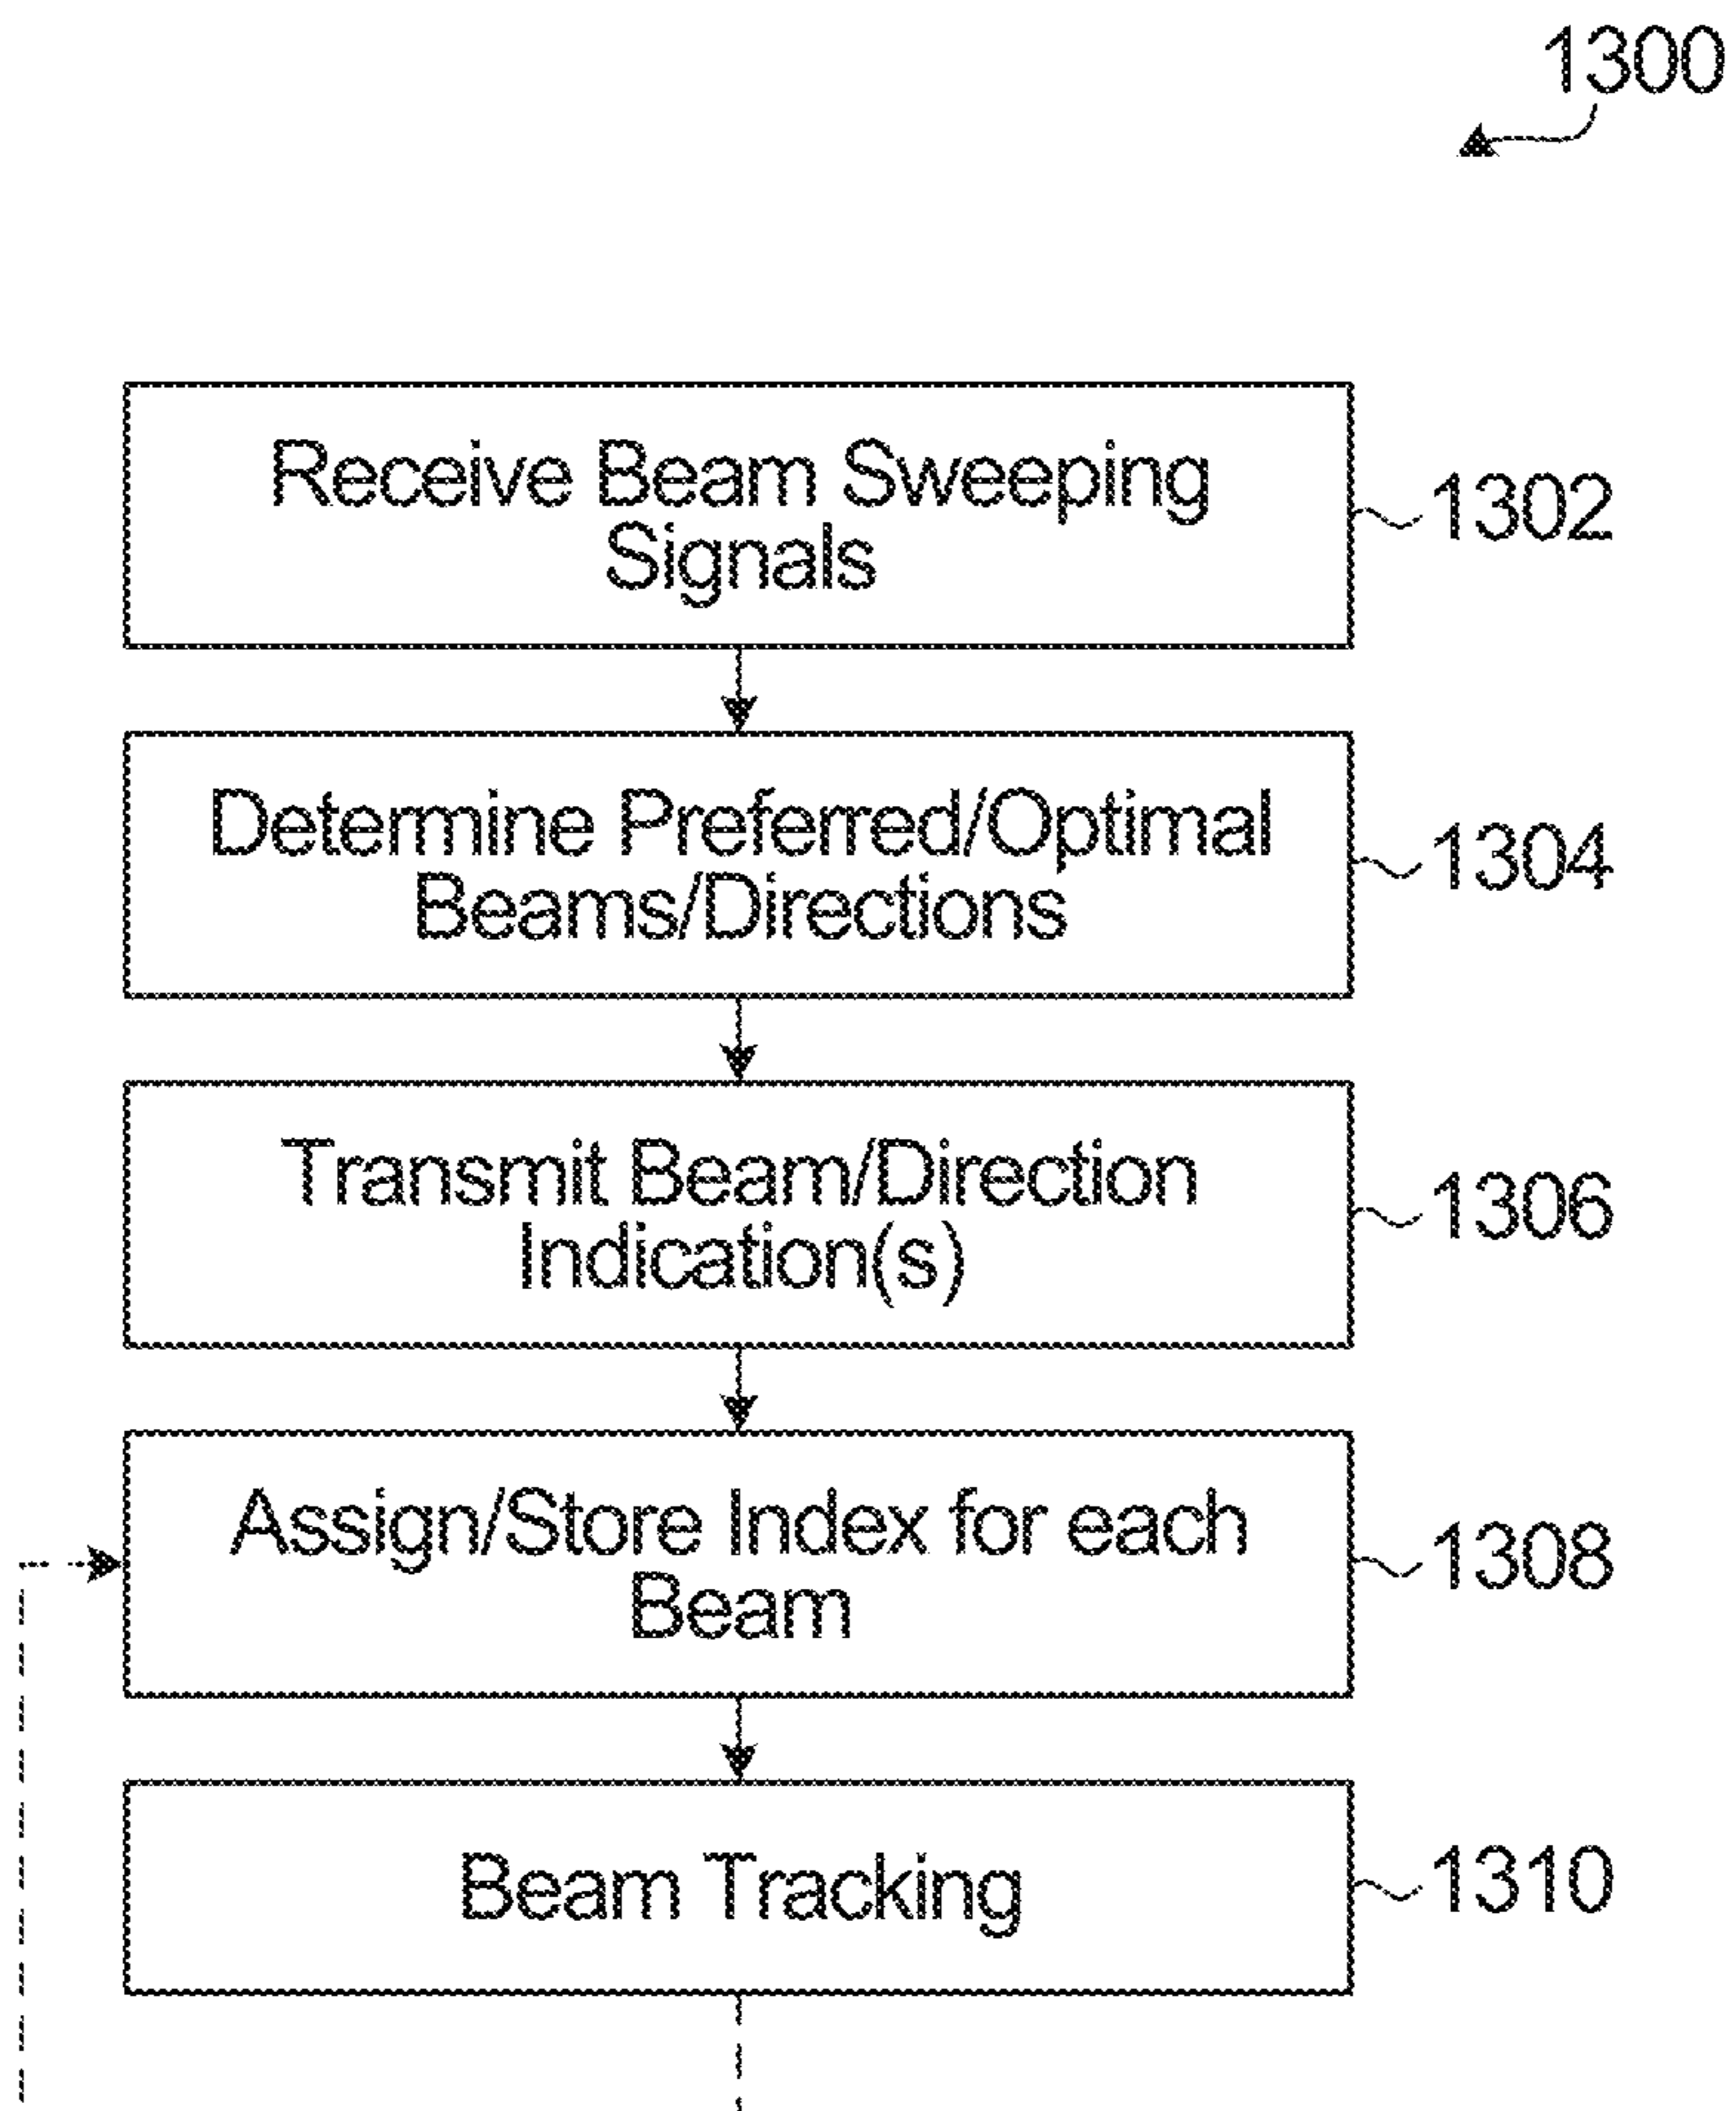 1300
Receive Beam Sweeping
Signals
1302
Determine Preferred/Optimal
Beams/Directions
1304
Transmit Beam/Direction
Indication(s)
1306
Assign/Store Index for each
Beam
1308
Beam Tracking
1310